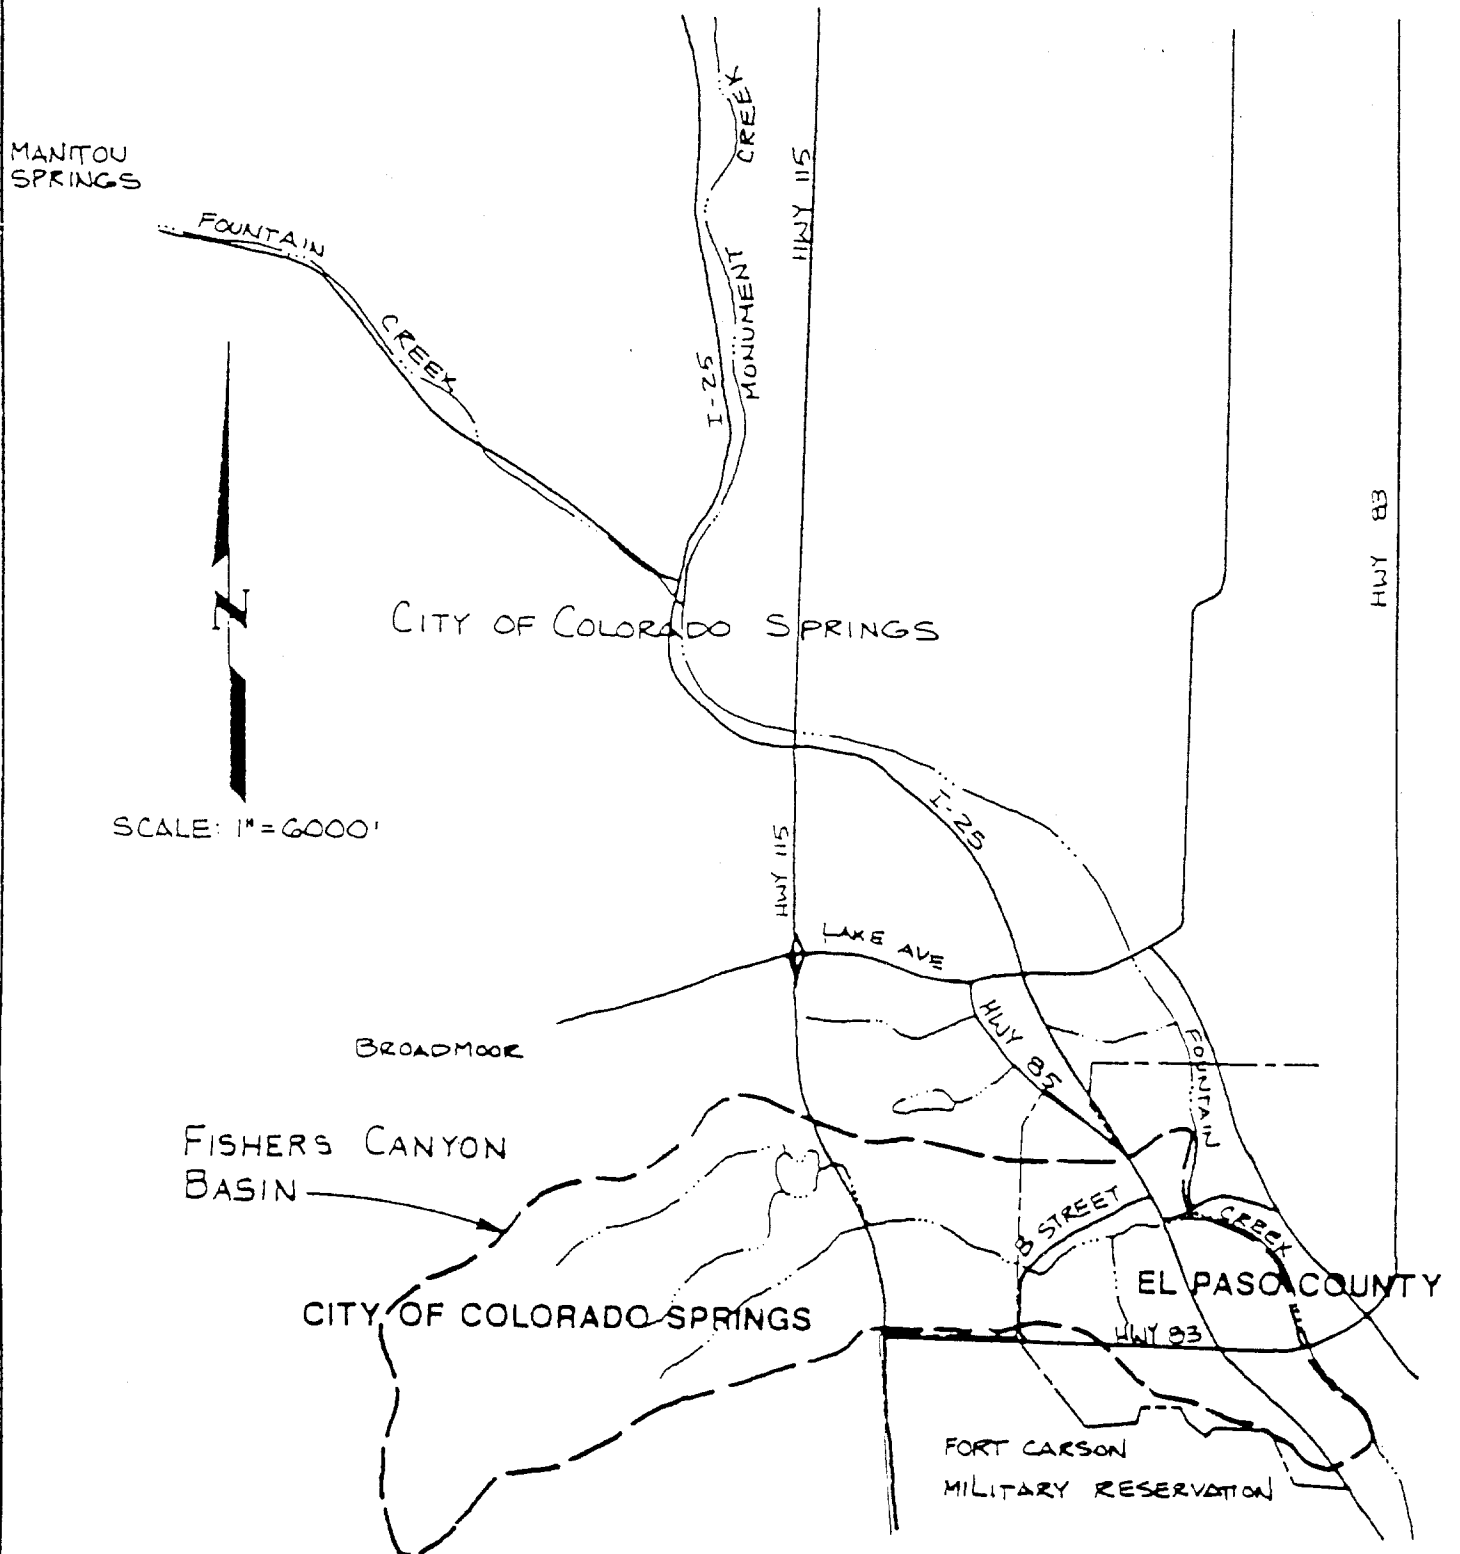 CREEK
MANITOU
SPRINGS
HWY 115
FOUNTAIN
MONUMENT
CREEK
I-25
HWY 83
N
CITY OF COLORADO SPRINGS
I-25
SCALE: 1"=6000'
HWY 115
LAKE AVE
HWY 85
BROADMOOR
FOUNTAIN
FISHERS CANYON
BASIN
B STREET
CREEK
EL PASO COUNTY
CITY OF COLORADO SPRINGS
HWY 83
FORT CARSON
MILITARY RESERVATION